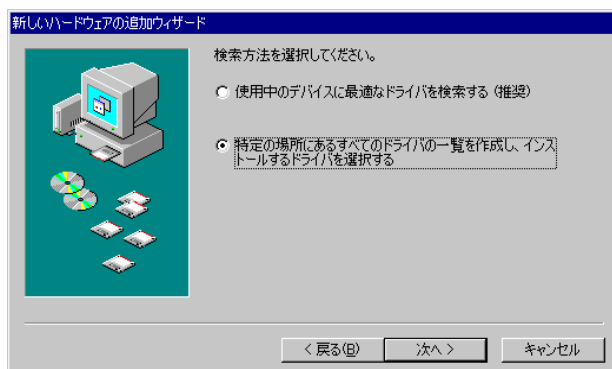 新しいハードウェアの追加ウィザード
検索方法を選択してください。
使用中のデバイスに最適なドライバを検索する (推奨)
特定の場所にあるすべてのドライバの一覧を作成し、インス
トールするドライバを選択する
< 戻る(B)
次へ >
キャンセル